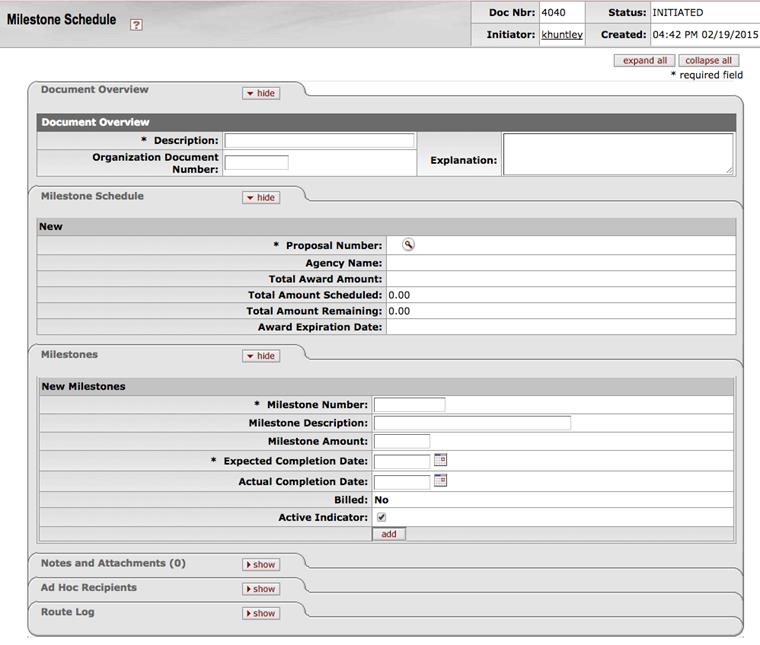 Milestone Schedule ?
Doc Nbr: 4040 Status: INITIATED
Initiator: khuntley Created: 04:42 PM 02/19/2015
expand all collapse all
* required field
Document Overview hide
Document Overview
* Description:
Organization Document Number:
Explanation:
Milestone Schedule hide
New
* Proposal Number:
Agency Name:
Total Award Amount:
Total Amount Scheduled: 0.00
Total Amount Remaining: 0.00
Award Expiration Date:
Milestones hide
New Milestones
* Milestone Number:
Milestone Description:
Milestone Amount:
* Expected Completion Date:
Actual Completion Date:
Billed: No
Active Indicator:
add
Notes and Attachments (0) show
Ad Hoc Recipients show
Route Log show